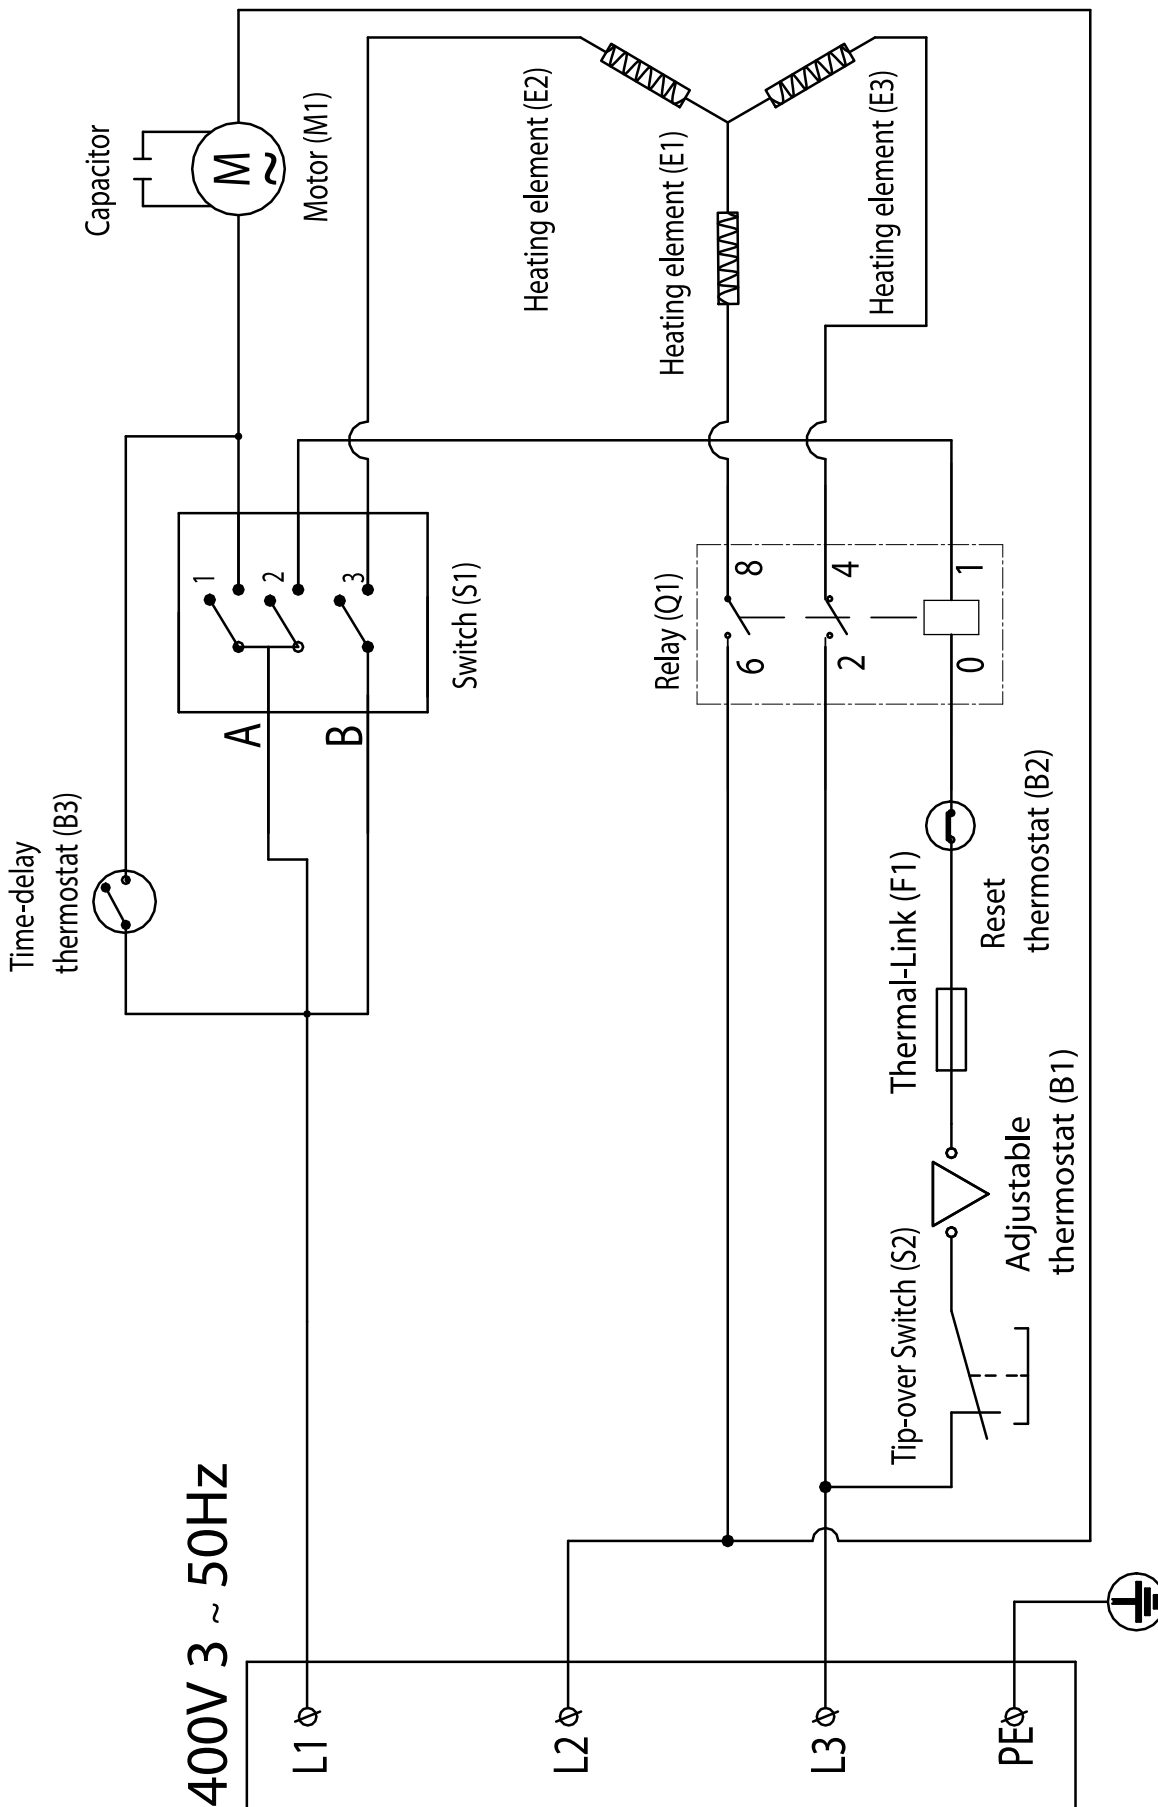 400V 3 ~ 50Hz
L1
L2
L3
PE
Time-delay
thermostat (B3)
A
B
1
2
3
Switch (S1)
Capacitor
M
~
Motor (M1)
Heating element (E2)
Heating element (E1)
Heating element (E3)
Relay (Q1)
6
8
2
4
0
1
Reset
thermostat (B2)
Thermal-Link (F1)
Adjustable
thermostat (B1)
Tip-over Switch (S2)